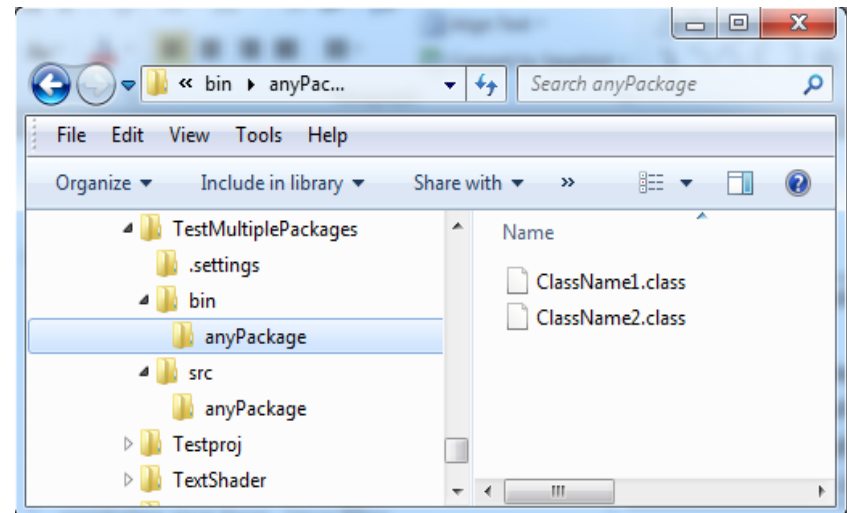 « bin anyPac...
Search anyPackage
File Edit View Tools Help
Organize Include in library Share with »
TestMultiplePackages
.settings
bin
anyPackage
src
anyPackage
Testproj
TextShader
Name
ClassName1.class
ClassName2.class